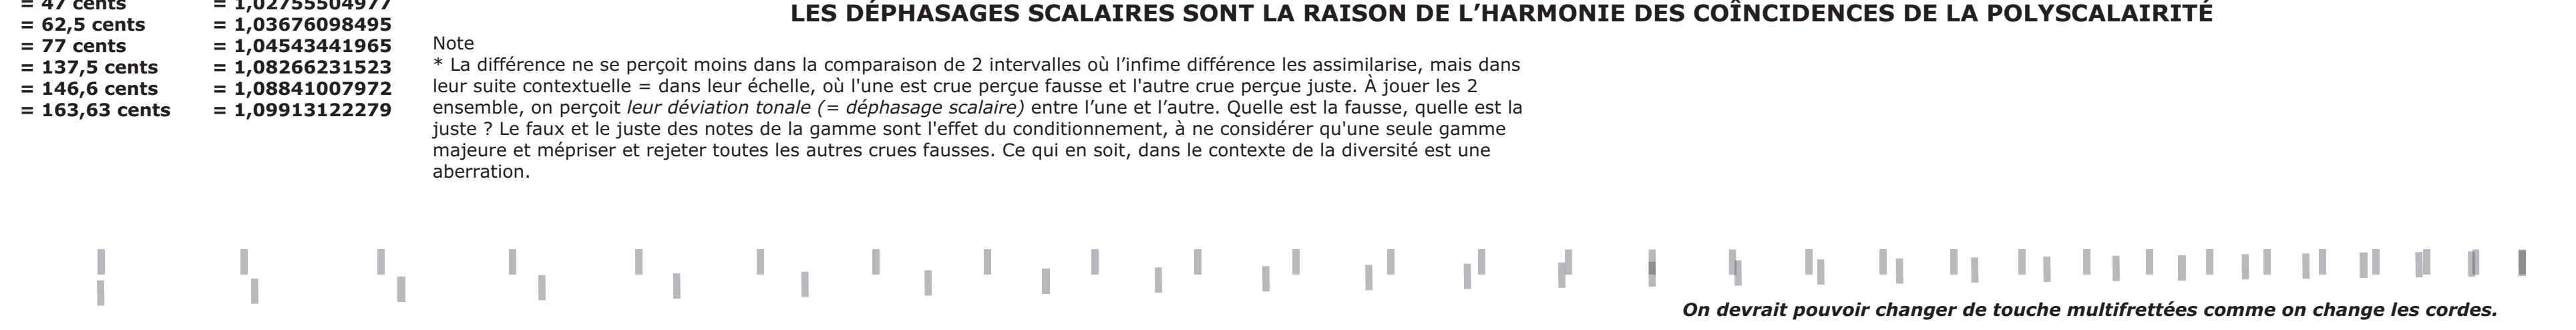 = 47 cents = 1,02755504977
= 62,5 cents = 1,03676098495
= 77 cents = 1,04543441965
= 137,5 cents = 1,08266231523
= 146,6 cents = 1,08841007972
= 163,63 cents = 1,09913122279
LES DÉPHASAGES SCALAIRES SONT LA RAISON DE L’HARMONIE DES COÎNCIDENCES DE LA POLYSCALAIRITÉ
Note
* La différence ne se perçoit moins dans la comparaison de 2 intervalles où l’infime différence les assimilarise, mais dans
leur suite contextuelle = dans leur échelle, où l'une est crue perçue fausse et l'autre crue perçue juste. À jouer les 2
ensemble, on perçoit leur déviation tonale (= déphasage scalaire) entre l’une et l’autre. Quelle est la fausse, quelle est la
juste ? Le faux et le juste des notes de la gamme sont l'effet du conditionnement, à ne considérer qu'une seule gamme
majeure et mépriser et rejeter toutes les autres crues fausses. Ce qui en soit, dans le contexte de la diversité est une
aberration.
On devrait pouvoir changer de touche multifrettées comme on change les cordes.